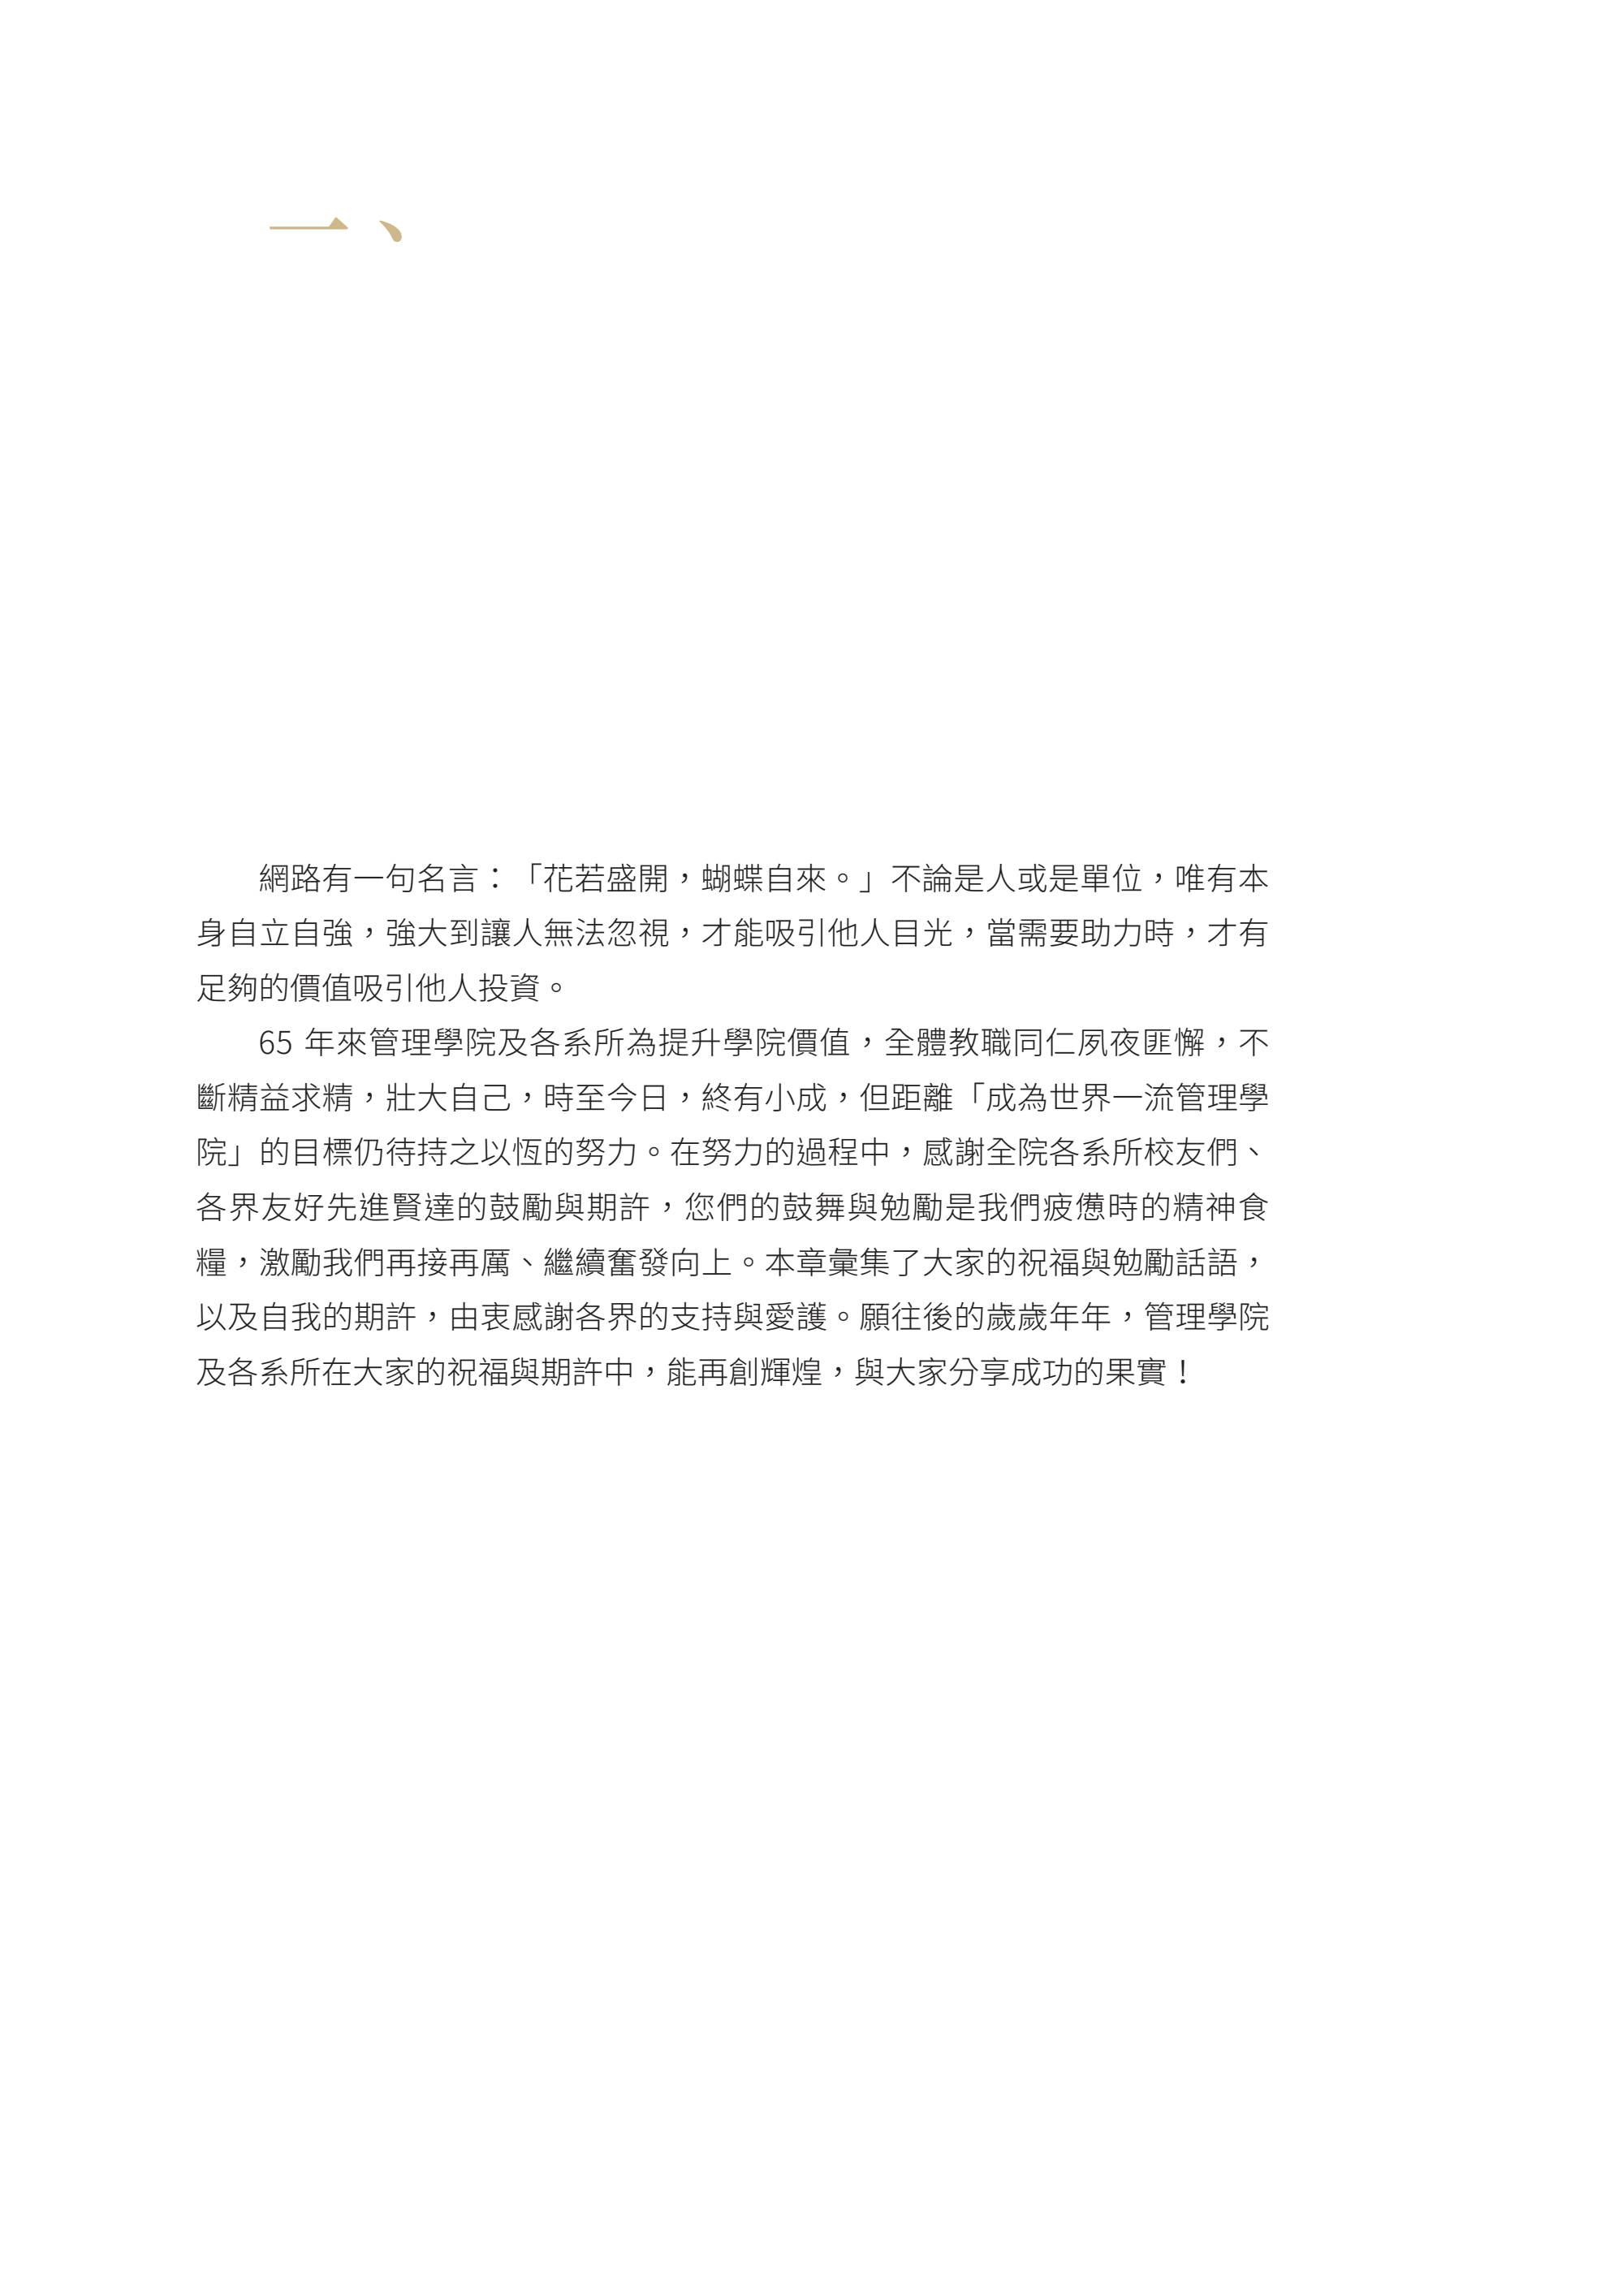 一、
網路有一句名言：「花若盛開，蝴蝶自來。」不論是人或是單位，唯有本
身自立自強，強大到讓人無法忽視，才能吸引他人目光，當需要助力時，才有
足夠的價值吸引他人投資。
65 年來管理學院及各系所為提升學院價值，全體教職同仁夙夜匪懈，不
斷精益求精，壯大自己，時至今日，終有小成，但距離「成為世界一流管理學
院」的目標仍待持之以恆的努力。在努力的過程中，感謝全院各系所校友們、
各界友好先進賢達的鼓勵與期許，您們的鼓舞與勉勵是我們疲憊時的精神食
糧，激勵我們再接再厲、繼續奮發向上。本章彙集了大家的祝福與勉勵話語，
以及自我的期許，由衷感謝各界的支持與愛護。願往後的歲歲年年，管理學院
及各系所在大家的祝福與期許中，能再創輝煌，與大家分享成功的果實！